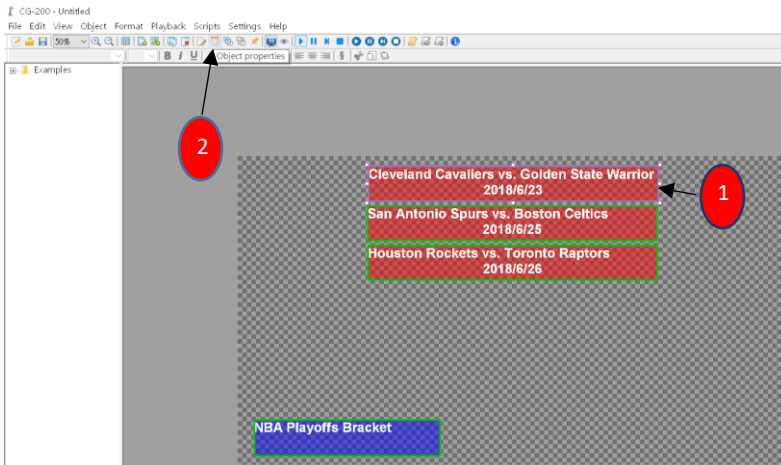 CG-200 - Untitled
File Edit View Object Format Playback Scripts Settings Help
50%
B i U Object properties §
Examples
2
Cleveland Cavaliers vs. Golden State Warrior
2018/6/23
1
San Antonio Spurs vs. Boston Celtics
2018/6/25
Houston Rockets vs. Toronto Raptors
2018/6/26
NBA Playoffs Bracket